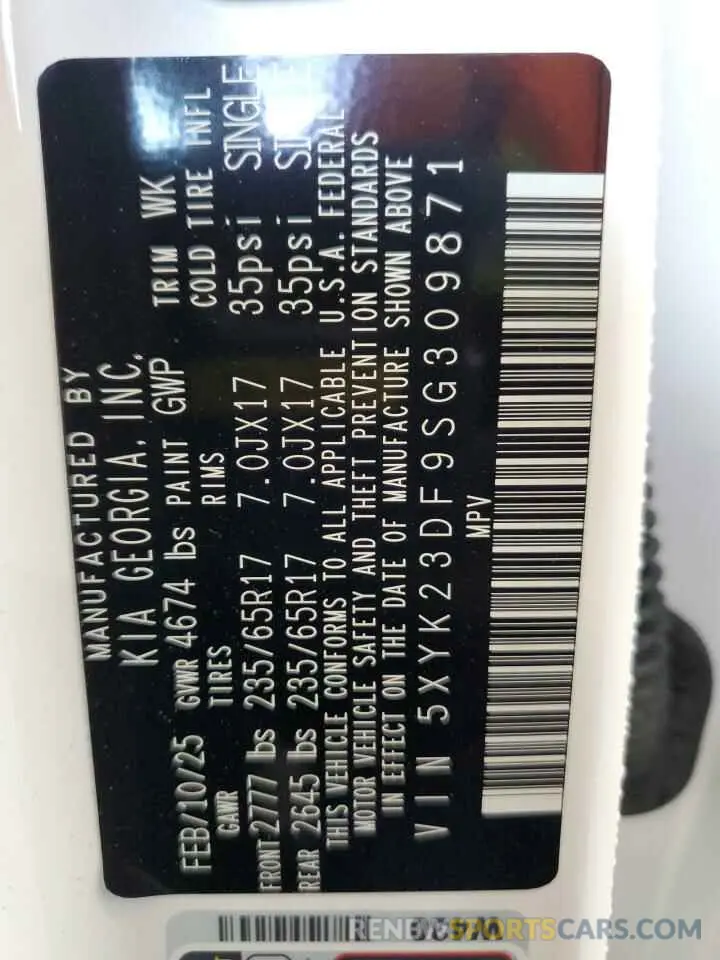 MANUFACTURED BY
KIA GEORGIA, INC.
FEB/10/25 GVWR 4674 lbs PAINT GWP TRIM WK
GAWR TIRES RIMS COLD TIRE INFL
FRONT 2777 lbs 235/65R17 7.0JX17 35psi SINGLE
REAR 2645 lbs 235/65R17 7.0JX17 35psi
THIS VEHICLE CONFORMS TO ALL APPLICABLE U.S.A. FEDERAL
MOTOR VEHICLE SAFETY AND THEFT PREVENTION STANDARDS
IN EFFECT ON THE DATE OF MANUFACTURE SHOWN ABOVE
VIN 5XYK23DF9SG309871
MPV
RENEWSPORTSCARS.COM